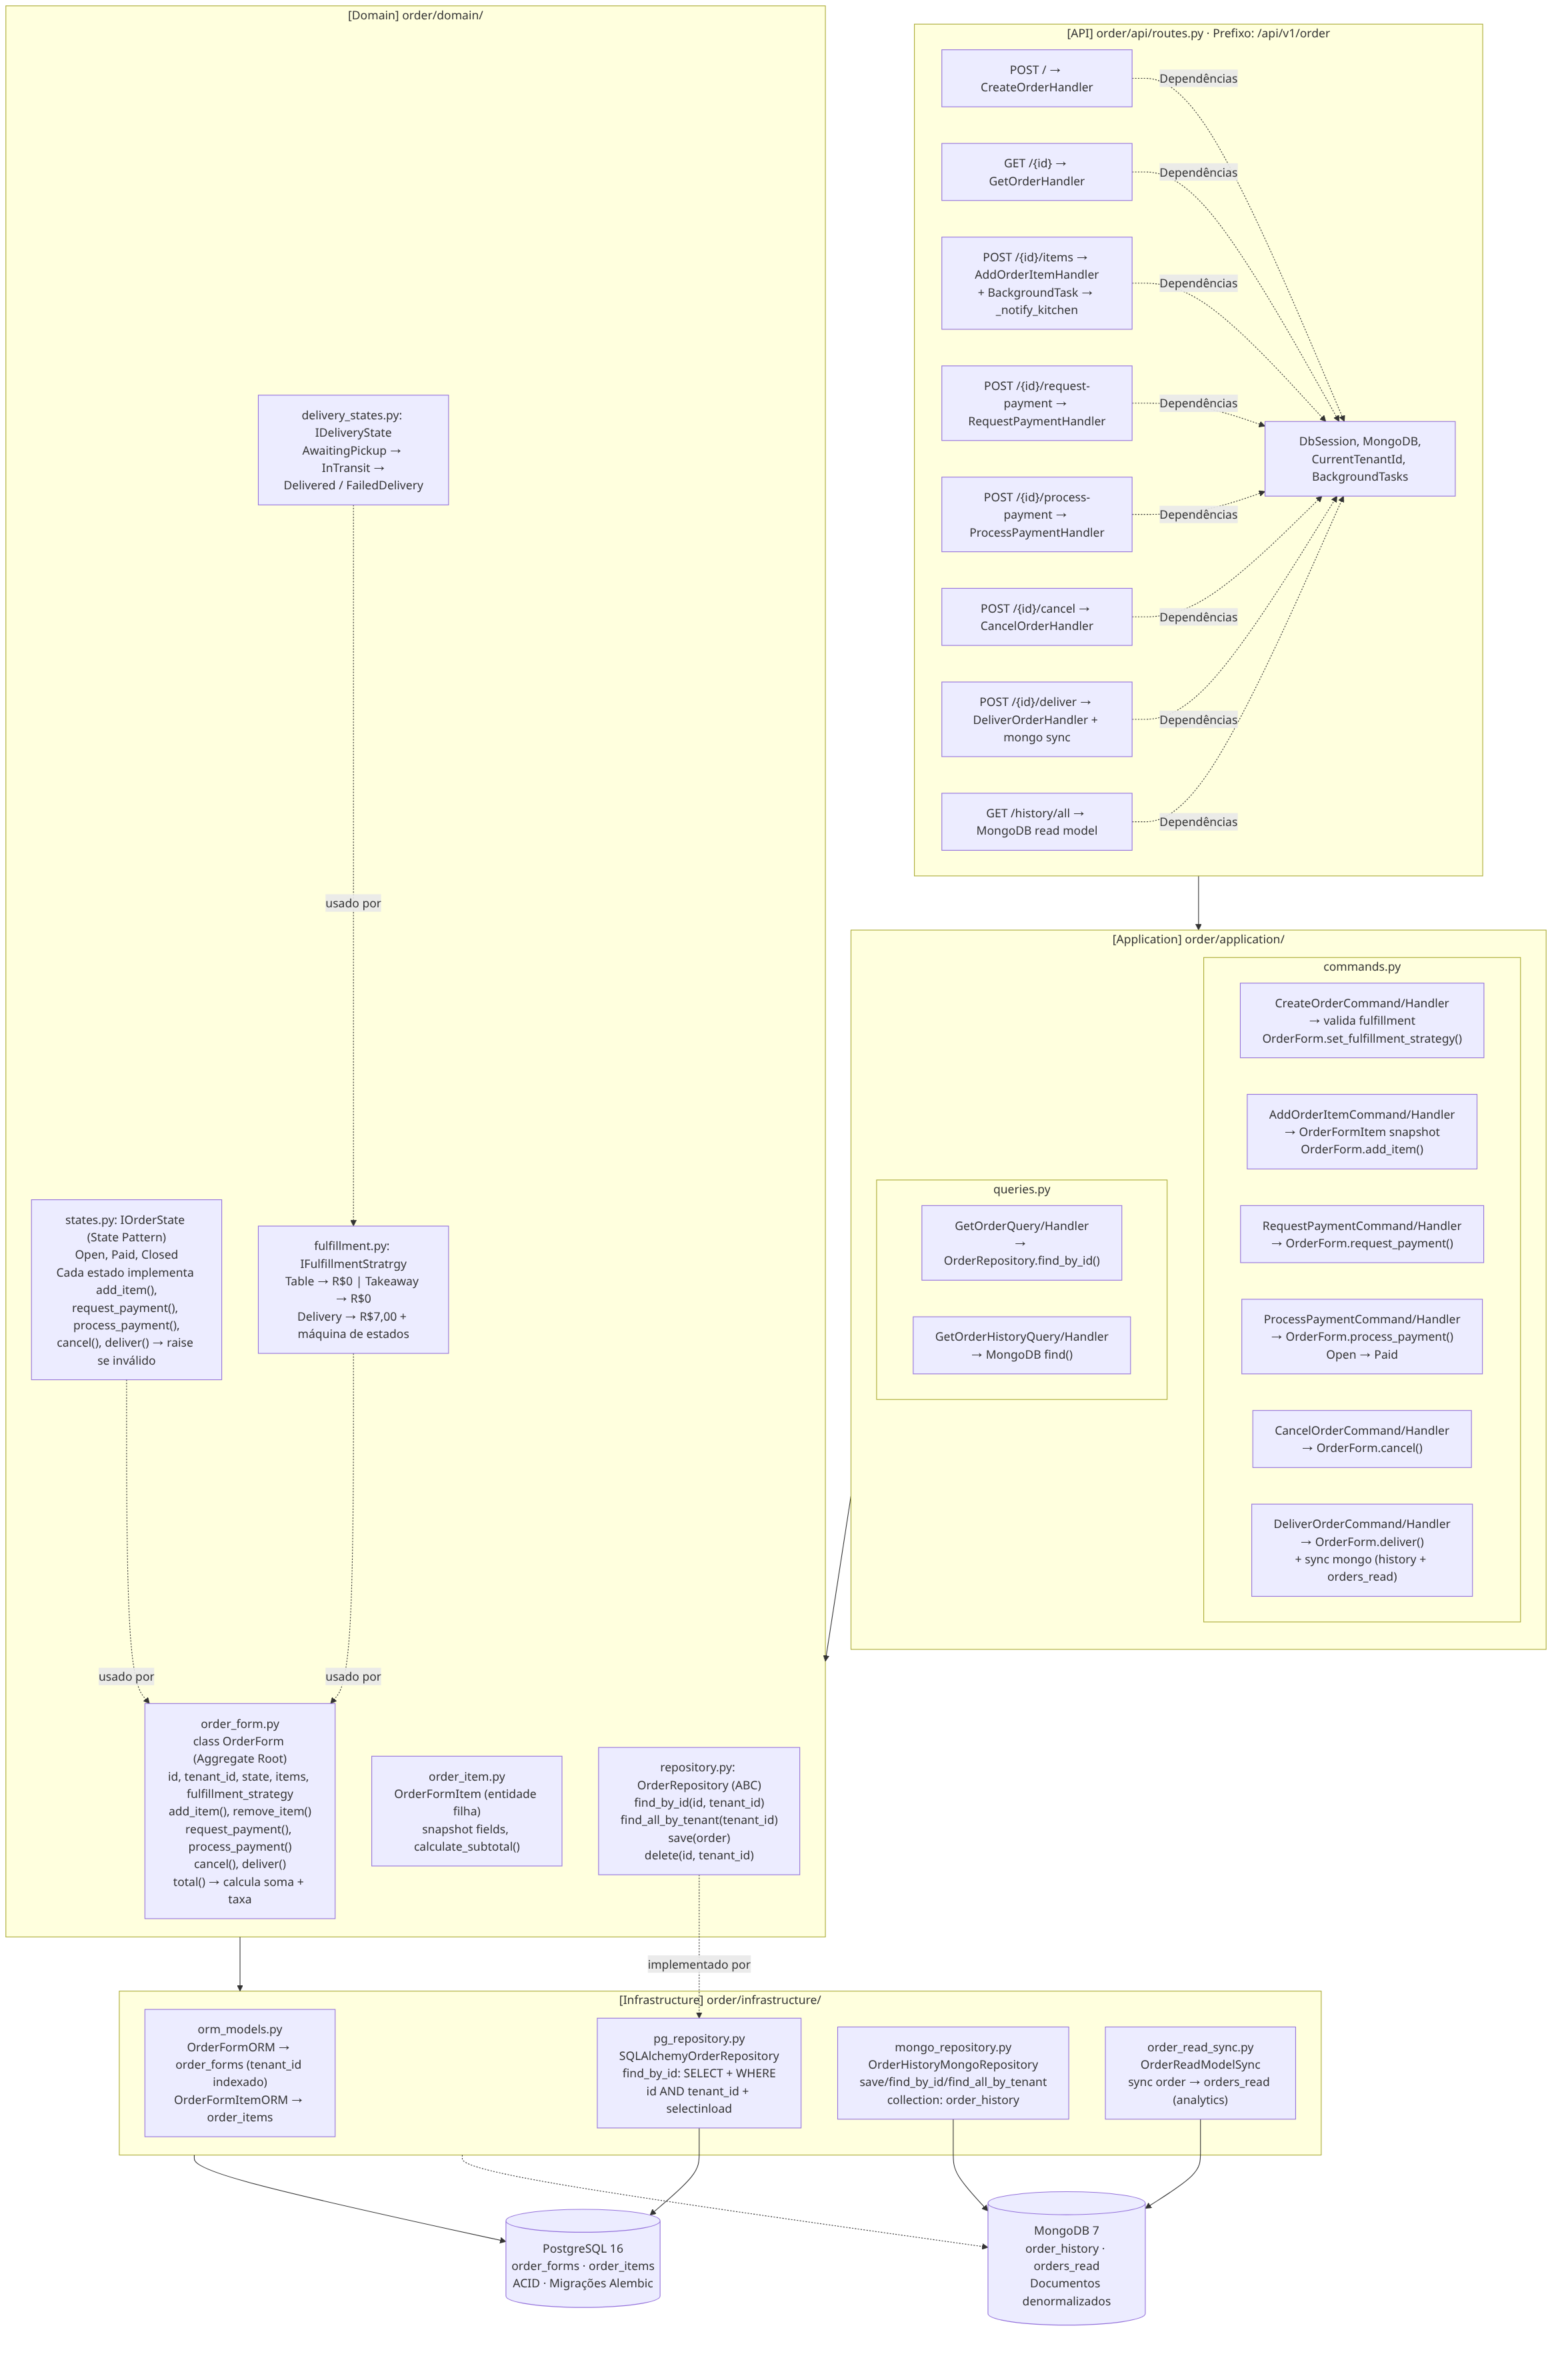 [Domain] order/domain/
delivery_states.py:
IDeliveryState
AwaitingPickup →
InTransit →
Delivered / FailedDelivery
usado por
states.py: IOrderState
(State Pattern)
Open, Paid, Closed
Cada estado implementa
add_item(),
request_payment(),
process_payment(),
cancel(), deliver() → raise
se inválido
fulfillment.py:
IFulfillmentStratrgy
Table → R$0 | Takeaway
→ R$0
Delivery → R$7,00 +
máquina de estados
usado por
usado por
order_form.py
class OrderForm
(Aggregate Root)
id, tenant_id, state, items,
fulfillment_strategy
add_item(), remove_item()
request_payment(),
process_payment()
cancel(), deliver()
total() → calcula soma +
taxa
order_item.py
OrderFormItem (entidade
filha)
snapshot fields,
calculate_subtotal()
repository.py:
OrderRepository (ABC)
find_by_id(id, tenant_id)
find_all_by_tenant(tenant_id)
save(order)
delete(id, tenant_id)
[API] order/api/routes.py · Prefixo: /api/v1/order
POST / →
CreateOrderHandler
Dependências
GET /{id} →
GetOrderHandler
Dependências
POST /{id}/items →
AddOrderItemHandler
+ BackgroundTask →
_notify_kitchen
Dependências
POST /{id}/request-
payment →
RequestPaymentHandler
Dependências
DbSession, MongoDB,
CurrentTenantId,
BackgroundTasks
POST /{id}/process-
payment →
ProcessPaymentHandler
Dependências
POST /{id}/cancel →
CancelOrderHandler
Dependências
POST /{id}/deliver →
DeliverOrderHandler +
mongo sync
Dependências
GET /history/all →
MongoDB read model
Dependências
[Application] order/application/
queries.py
GetOrderQuery/Handler
→
OrderRepository.find_by_id()
GetOrderHistoryQuery/Handler
→ MongoDB find()
commands.py
CreateOrderCommand/Handler
→ valida fulfillment
OrderForm.set_fulfillment_strategy()
AddOrderItemCommand/Handler
→ OrderFormItem snapshot
OrderForm.add_item()
RequestPaymentCommand/Handler
→ OrderForm.request_payment()
ProcessPaymentCommand/Handler
→ OrderForm.process_payment()
Open → Paid
CancelOrderCommand/Handler
→ OrderForm.cancel()
DeliverOrderCommand/Handler
→ OrderForm.deliver()
+ sync mongo (history +
orders_read)
implementado por
[Infrastructure] order/infrastructure/
orm_models.py
OrderFormORM →
order_forms (tenant_id
indexado)
OrderFormItemORM →
order_items
pg_repository.py
SQLAlchemyOrderRepository
find_by_id: SELECT + WHERE
id AND tenant_id +
selectinload
mongo_repository.py
OrderHistoryMongoRepository
save/find_by_id/find_all_by_tenant
collection: order_history
order_read_sync.py
OrderReadModelSync
sync order → orders_read
(analytics)
PostgreSQL 16
order_forms · order_items
ACID · Migrações Alembic
MongoDB 7
order_history ·
orders_read
Documentos
denormalizados